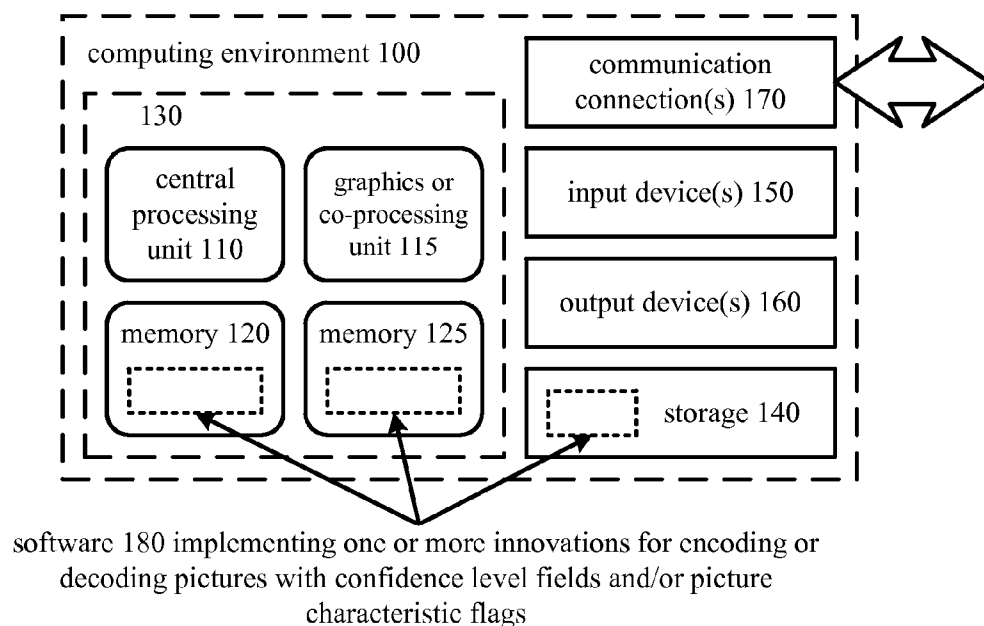 computing environment 100
communication
connection(s) 170
130
central
processing
unit 110
graphics or
co-processing
unit 115
input device(s) 150
output device(s) 160
memory 120
memory 125
storage 140
software 180 implementing one or more innovations for encoding or
decoding pictures with confidence level fields and/or picture
characteristic flags